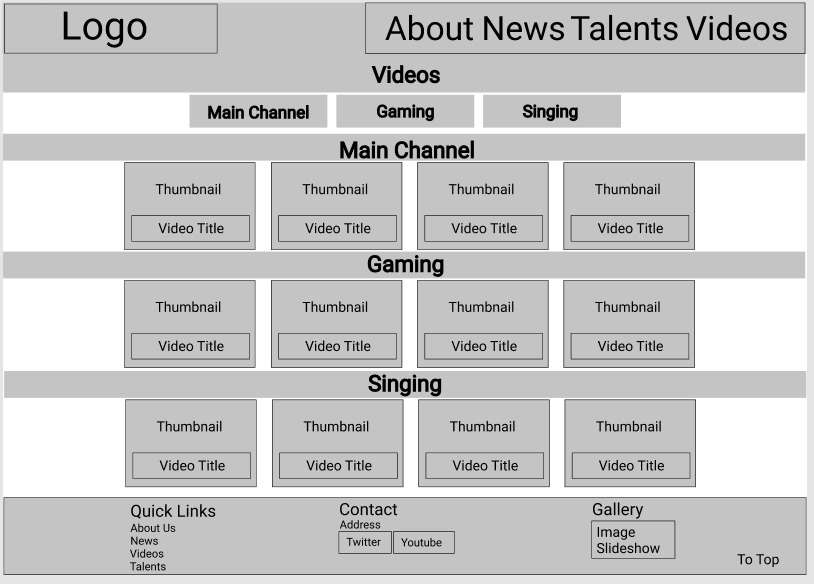 Logo
About News Talents Videos
Videos
Main Channel Gaming Singing
Main Channel
Thumbnail Thumbnail Thumbnail Thumbnail
Video Title Video Title Video Title Video Title
Gaming
Thumbnail Thumbnail Thumbnail Thumbnail
Video Title Video Title Video Title Video Title
Singing
Thumbnail Thumbnail Thumbnail Thumbnail
Video Title Video Title Video Title Video Title
Quick Links
About Us
News
Videos
Talents
Contact
Address
Twitter Youtube
Gallery
Image
Slideshow
To Top